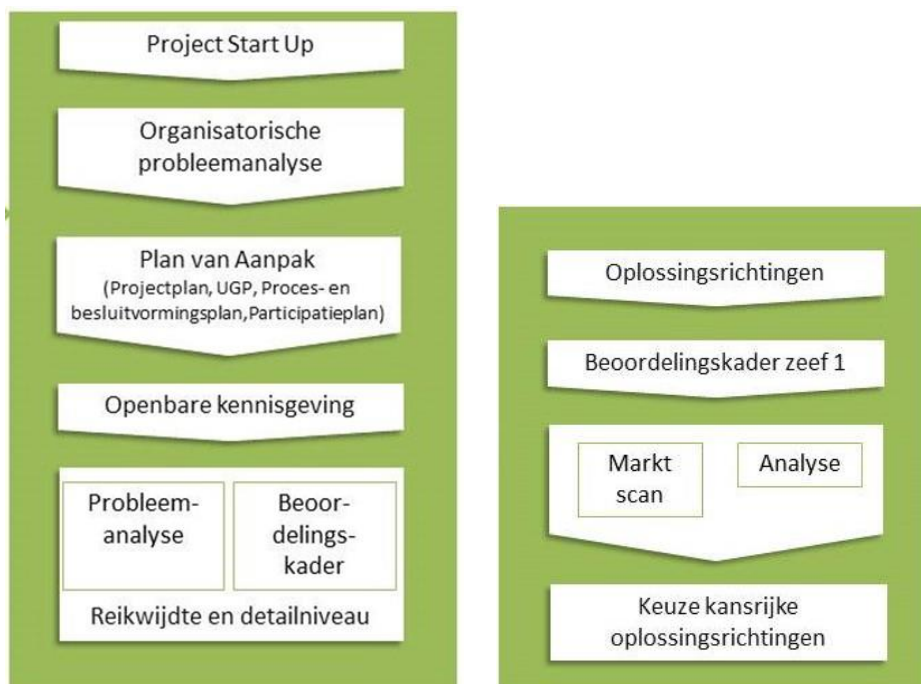 Project Start Up
Organisatorische
probleemanalyse
Plan van Aanpak
(Projectplan, UGP, Proces- en
besluitvormingsplan,Participatieplan)
Openbare kennisgeving
Probleem-
analyse
Beoor-
delings-
kader
Reikwijdte en detailniveau
Oplossingsrichtingen
Beoordelingskader zeef 1
Markt
scan
Analyse
Keuze kansrijke
oplossingsrichtingen